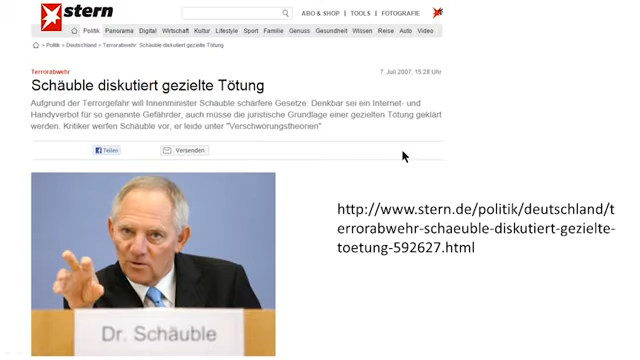 stern
ABO & SHOP | TOOLS | FOTOGRAFIE
Politik Panorama Digital Wirtschaft Kultur Lifestyle Sport Familie Genuss Gesundheit Wissen Reise Auto Video
Politik Deutschland Terrorabwehr: Schäuble diskutiert gezielte Tötung
Terrorabwehr
7. Juli 2007, 15:28 Uhr
Schäuble diskutiert gezielte Tötung
Aufgrund der Terrorgefahr will Innenminister Schäuble schärfere Gesetze: Denkbar sei ein Internet- und
Handyverbot für so genannte Gefährder, auch müsse die juristische Grundlage einer gezielten Tötung geklärt
werden. Kritiker werfen Schäuble vor, er leide unter "Verschwörungstheorien"
Teilen
Versenden
http://www.stern.de/politik/deutschland/t
errorabwehr-schaeuble-diskutiert-gezielte-
toetung-592627.html
Dr. Schäuble